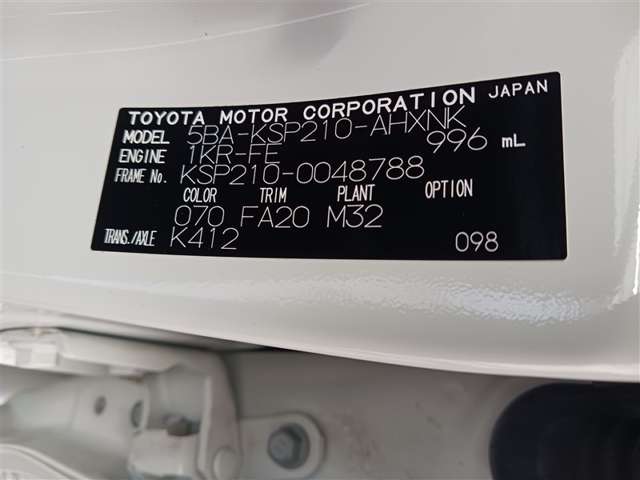 TOYOTA MOTOR CORPORATION JAPAN
MODEL 5BA-KSP210-AHXNK
ENGINE 1KR-FE 996 mL
FRAME No. KSP210-0048788
COLOR TRIM PLANT OPTION
070 FA20 M32
TRANS./AXLE K412 098